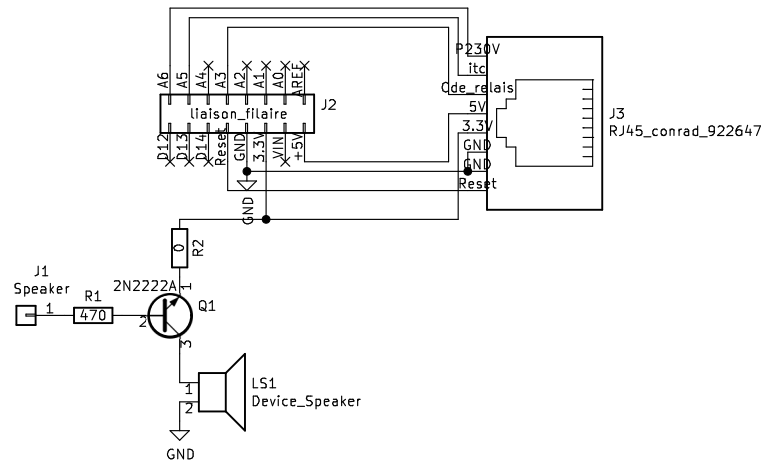 P230V
itc
Cde_relais
5V
3.3V
GND
GND
Reset
J3
RJ45_conrad_922647
A6
A5
A4
A3
A2
A1
A0
AREF
J2
liaison_filaire
D12
D13
D14
Reset
GND
3.3V
VIN
+5V
GND
0
R2
J1
Speaker
1
R1
470
2N2222A
1
2
3
Q1
LS1
Device_Speaker
1
2
GND